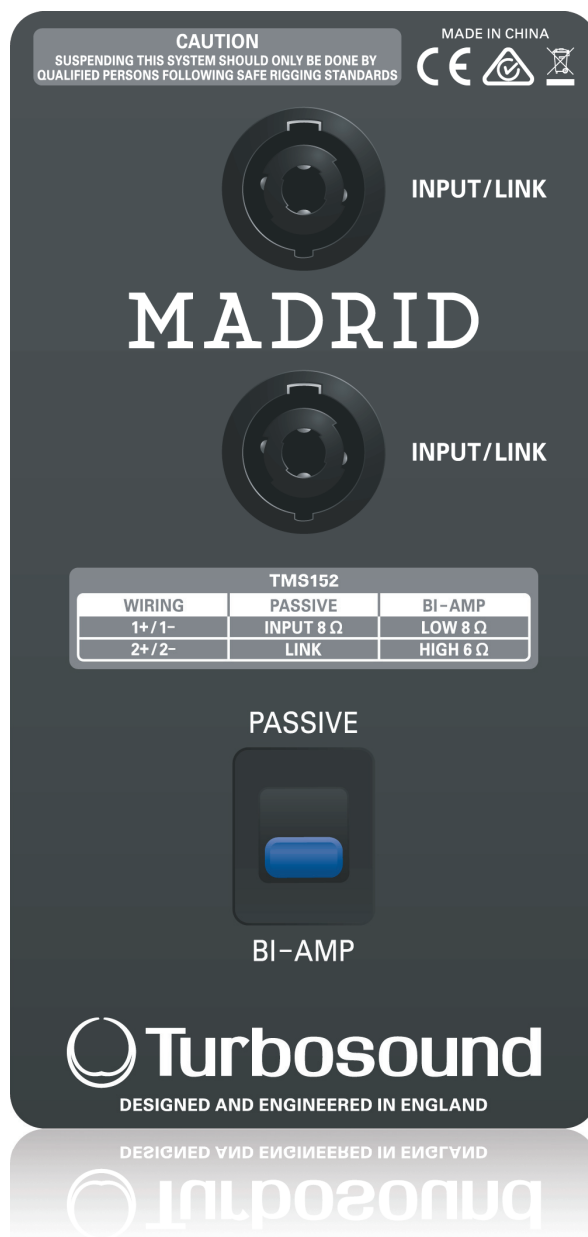 CAUTION
SUSPENDING THIS SYSTEM SHOULD ONLY BE DONE BY
QUALIFIED PERSONS FOLLOWING SAFE RIGGING STANDARDS
MADE IN CHINA
CE
INPUT/LINK
MADRID
INPUT/LINK
TMS152
WIRING PASSIVE BI-AMP
1+/1- INPUT 8 Ω LOW 8 Ω
2+/2- LINK HIGH 6 Ω
PASSIVE
BI-AMP
Turbosound
DESIGNED AND ENGINEERED IN ENGLAND